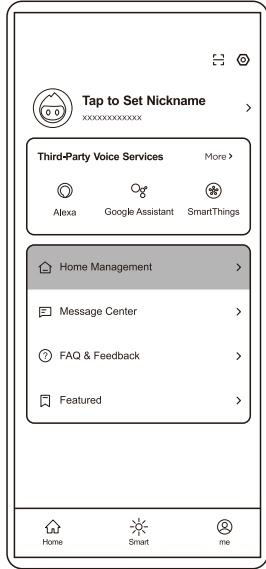 Tap to Set Nickname
xxxxxxxxxxxx
Third-Party Voice Services More
Alexa Google Assistant SmartThings
Home Management
Message Center
FAQ & Feedback
Featured
Home Smart me